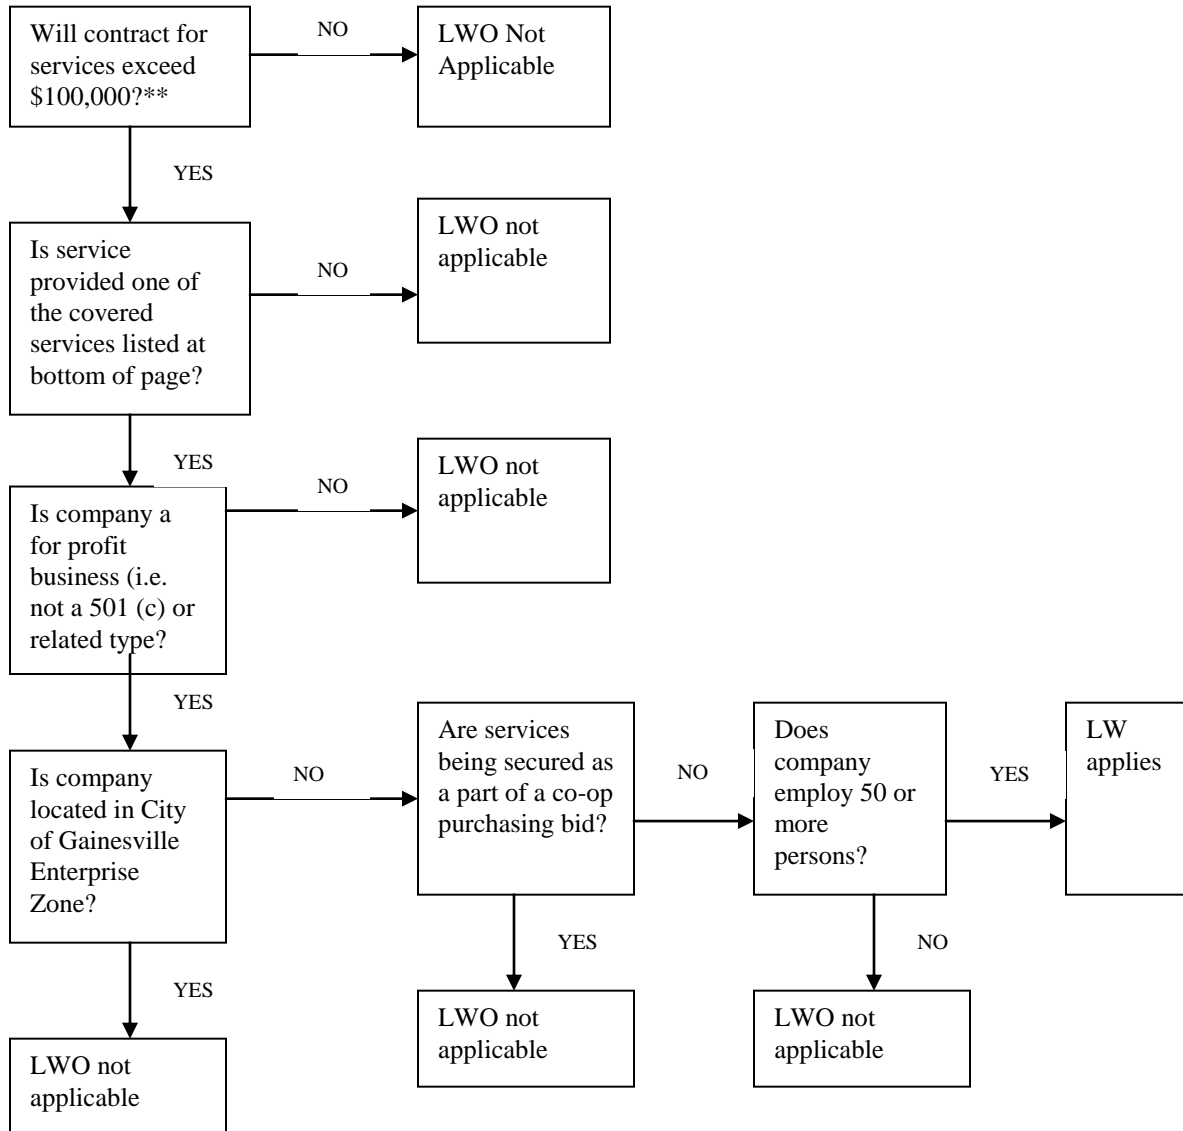 Will contract for
services exceed
$100,000?**
NO
LWO Not
Applicable
YES
Is service
provided one of
the covered
services listed at
bottom of page?
NO
LWO not
applicable
YES
Is company a
for profit
business (i.e.
not a 501 (c) or
related type?
NO
LWO not
applicable
YES
Is company
located in City
of Gainesville
Enterprise
Zone?
NO
Are services
being secured as
a part of a co-op
purchasing bid?
NO
Does
company
employ 50 or
more
persons?
YES
LW
applies
YES
LWO not
applicable
YES
LWO not
applicable
NO
LWO not
applicable